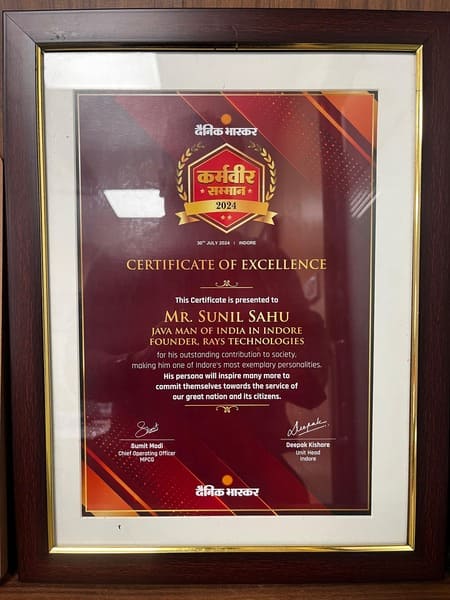 दैनिक भास्कर
कर्मवीर
सम्मान
2024
30TH JULY 2024 | INDORE
CERTIFICATE OF EXCELLENCE
This Certificate is presented to
MR. SUNIL SAHU
JAVA MAN OF INDIA IN INDORE
FOUNDER, RAYS TECHNOLOGIES
for his outstanding contribution to society,
making him one of Indore's most exemplary personalities.
His persona will inspire many more to
commit themselves towards the service of
our great nation and its citizens.
Sumit
Sumit Modi
Chief Operating Officer
MPCG
Deepak
Deepak Kishore
Unit Head
Indore
दैनिक भास्कर